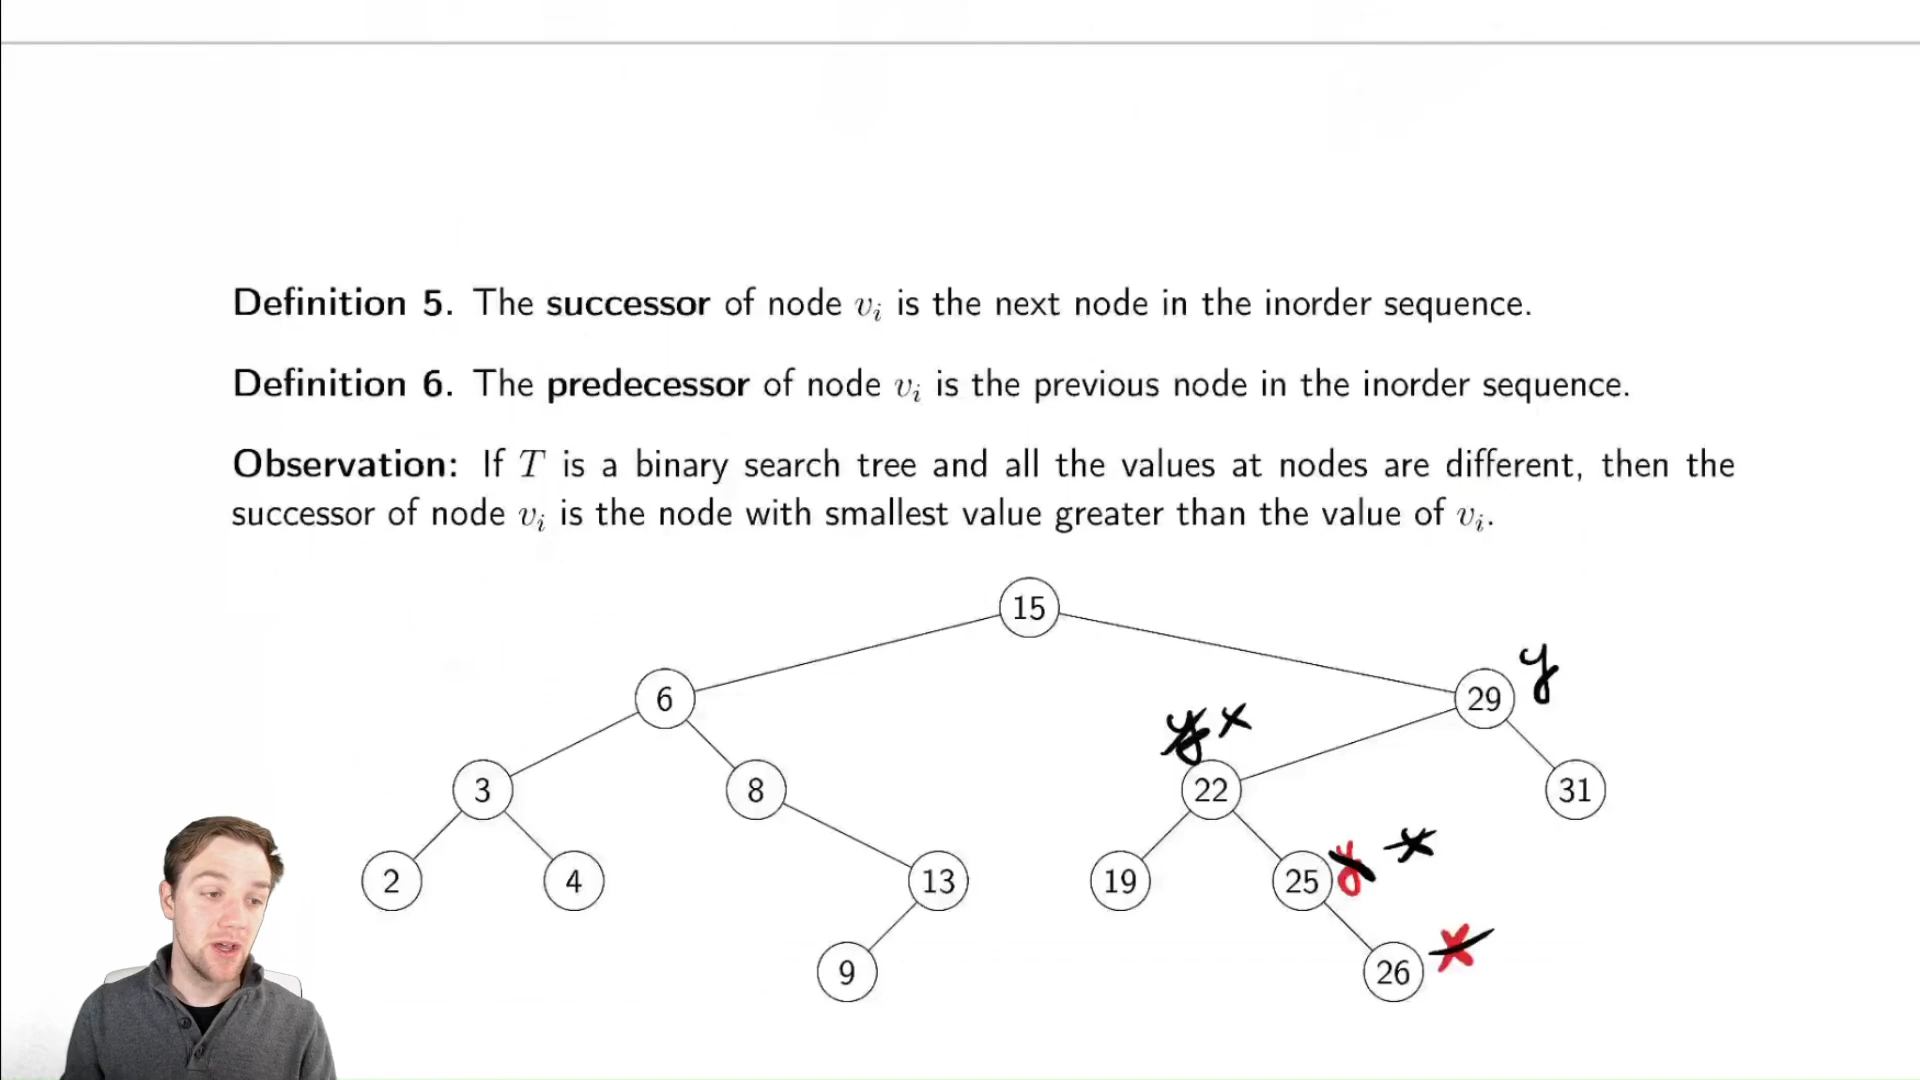 Definition 5. The successor of node vᵢ is the next node in the inorder sequence.
Definition 6. The predecessor of node vᵢ is the previous node in the inorder sequence.
Observation: If T is a binary search tree and all the values at nodes are different, then the
successor of node vᵢ is the node with smallest value greater than the value of vᵢ.
15
y
6
29
y x
3
8
22
31
y x
2
4
13
19
25
x
9
26